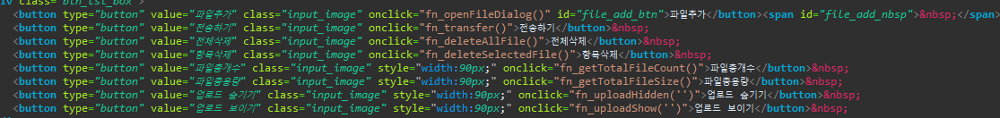 iv class="btn_lst_box">
<button type="button" value="파일추가" class="input_image" onclick="fn_openFileDialog()" id="file_add_btn">파일추가</button><span id="file_add_nbsp">&nbsp;</span>
<button type="button" value="전송하기" class="input_image" onclick="fn_transfer()">전송하기</button>&nbsp;
<button type="button" value="전체삭제" class="input_image" onclick="fn_deleteAllFile()">전체삭제</button>&nbsp;
<button type="button" value="항목삭제" class="input_image" onclick="fn_deleteSelectedFile()">항목삭제</button>&nbsp;
<button type="button" value="파일총개수" class="input_image" style="width:90px;" onclick="fn_getTotalFileCount()">파일총개수</button>&nbsp;
<button type="button" value="파일총용량" class="input_image" style="width:90px;" onclick="fn_getTotalFileSize()">파일총용량</button>&nbsp;
<button type="button" value="업로드 숨기기" class="input_image" style="width:90px;" onclick="fn_uploadHidden('')">업로드 숨기기</button>&nbsp;
<button type="button" value="업로드 보이기" class="input_image" style="width:90px;" onclick="fn_uploadShow('')">업로드 보이기</button>&nbsp;